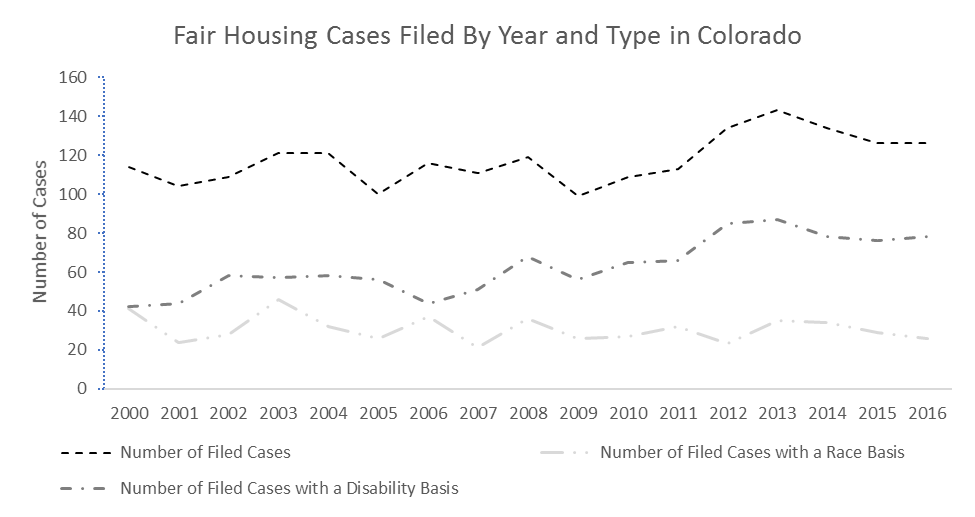 Fair Housing Cases Filed By Year and Type in Colorado
Number of Cases
160
140
120
100
80
60
40
20
0
2000 2001 2002 2003 2004 2005 2006 2007 2008 2009 2010 2011 2012 2013 2014 2015 2016
Number of Filed Cases
Number of Filed Cases with a Race Basis
Number of Filed Cases with a Disability Basis